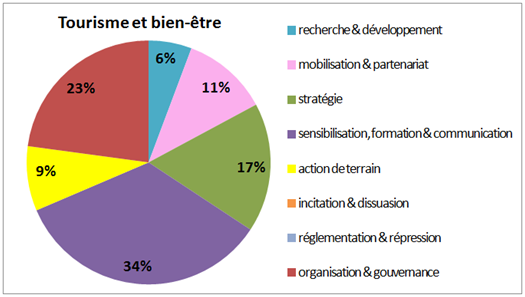 Tourisme et bien-être
6%
11%
17%
34%
9%
23%
recherche & développement
mobilisation & partenariat
stratégie
sensibilisation, formation & communication
action de terrain
incitation & dissuasion
réglementation & répression
organisation & gouvernance